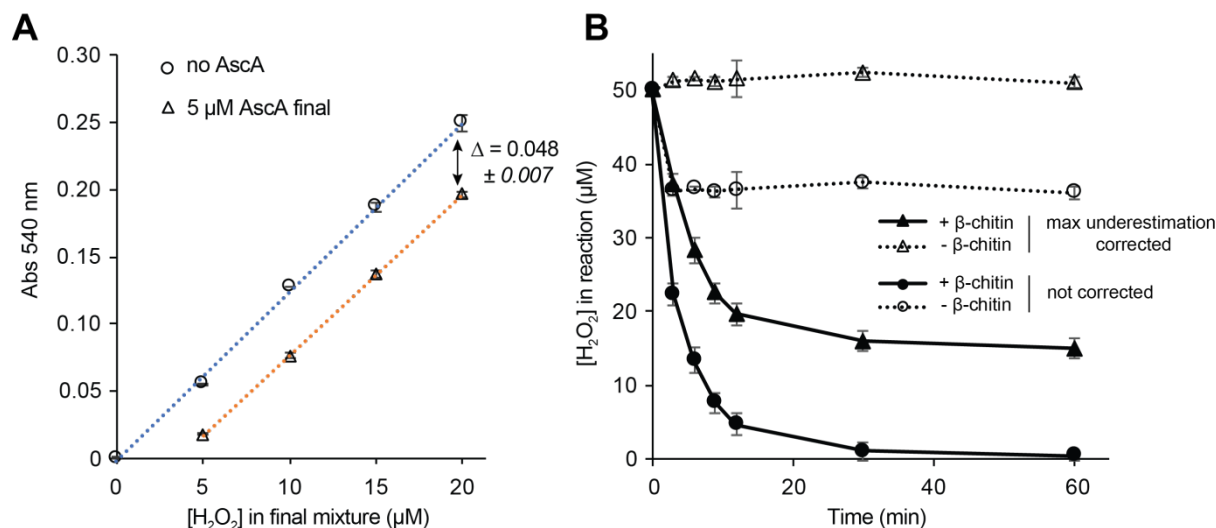 A
0.30
0.25
0.20
0.15
0.10
0.05
0
Abs 540 nm
no AscA
5 µM AscA final
Δ = 0.048
± 0.007
0
5
10
15
20
[H₂O₂] in final mixture (µM)
B
50
40
30
20
10
0
[H₂O₂] in reaction (µM)
+ β-chitin
- β-chitin
max underestimation
corrected
+ β-chitin
- β-chitin
not corrected
0
20
40
60
Time (min)